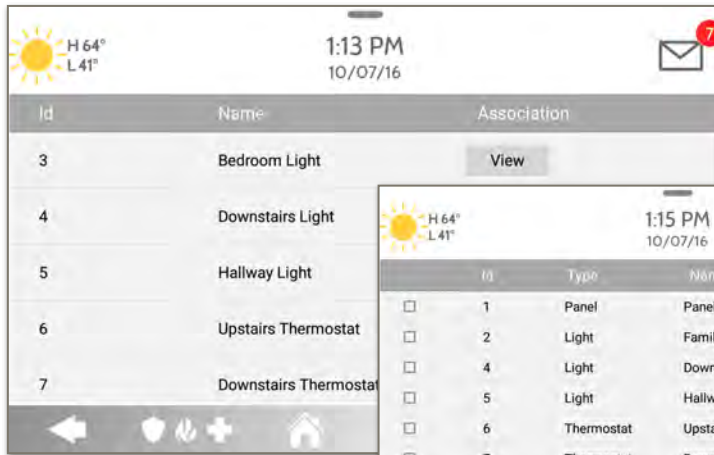 H 64°
L 41°
1:13 PM
10/07/16
7
Id Name Association
3 Bedroom Light View
4 Downstairs Light
5 Hallway Light
6 Upstairs Thermostat
7 Downstairs Thermostat
H 64°
L 41°
1:15 PM
10/07/16
Id Type
1 Panel
2 Light
4 Light
5 Light
6 Thermostat